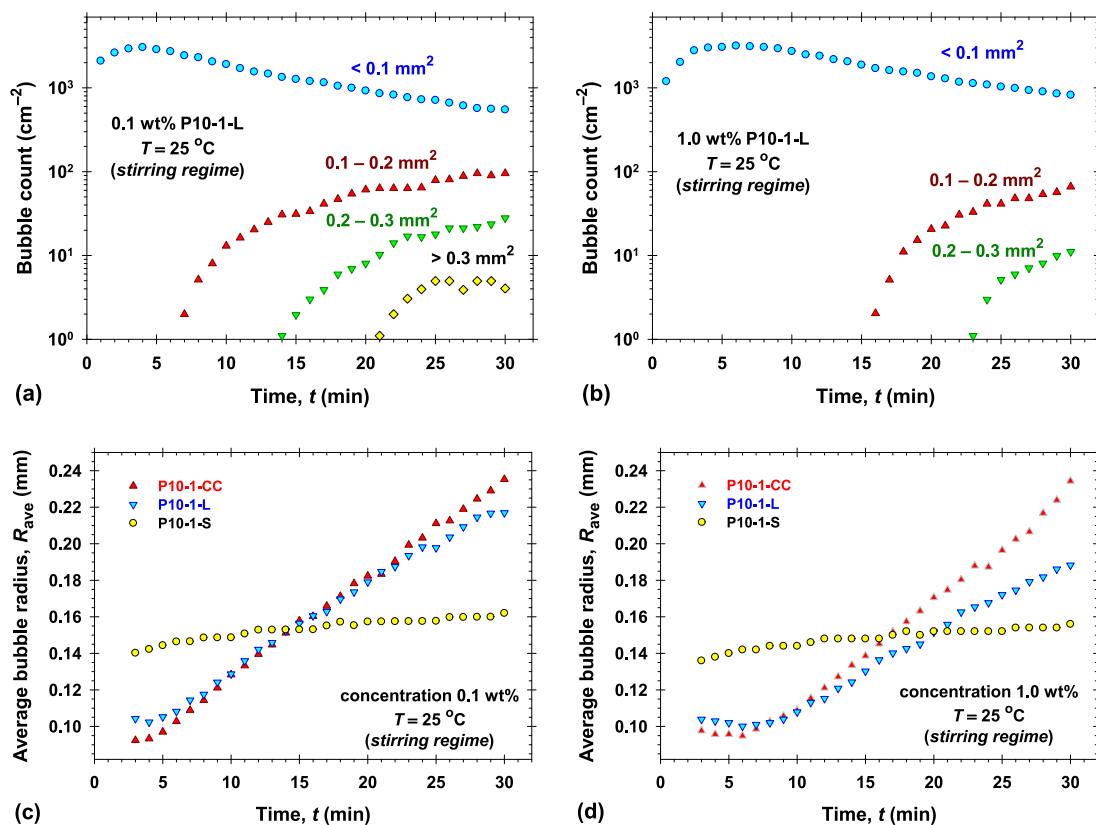 Bubble count (cm⁻²)
10³
10²
10¹
10⁰
< 0.1 mm²
0.1 wt% P10-1-L
T = 25 °C
(stirring regime)
0.1 – 0.2 mm²
0.2 – 0.3 mm²
> 0.3 mm²
0 5 10 15 20 25 30
(a)
Time, t (min)
Bubble count (cm⁻²)
10³
10²
10¹
10⁰
< 0.1 mm²
1.0 wt% P10-1-L
T = 25 °C
(stirring regime)
0.1 – 0.2 mm²
0.2 – 0.3 mm²
0 5 10 15 20 25 30
(b)
Time, t (min)
Average bubble radius, Rave (mm)
0.24
0.22
0.20
0.18
0.16
0.14
0.12
0.10
P10-1-CC
P10-1-L
P10-1-S
concentration 0.1 wt%
T = 25 °C
(stirring regime)
0 5 10 15 20 25 30
(c)
Time, t (min)
Average bubble radius, Rave (mm)
0.24
0.22
0.20
0.18
0.16
0.14
0.12
0.10
P10-1-CC
P10-1-L
P10-1-S
concentration 1.0 wt%
T = 25 °C
(stirring regime)
0 5 10 15 20 25 30
(d)
Time, t (min)